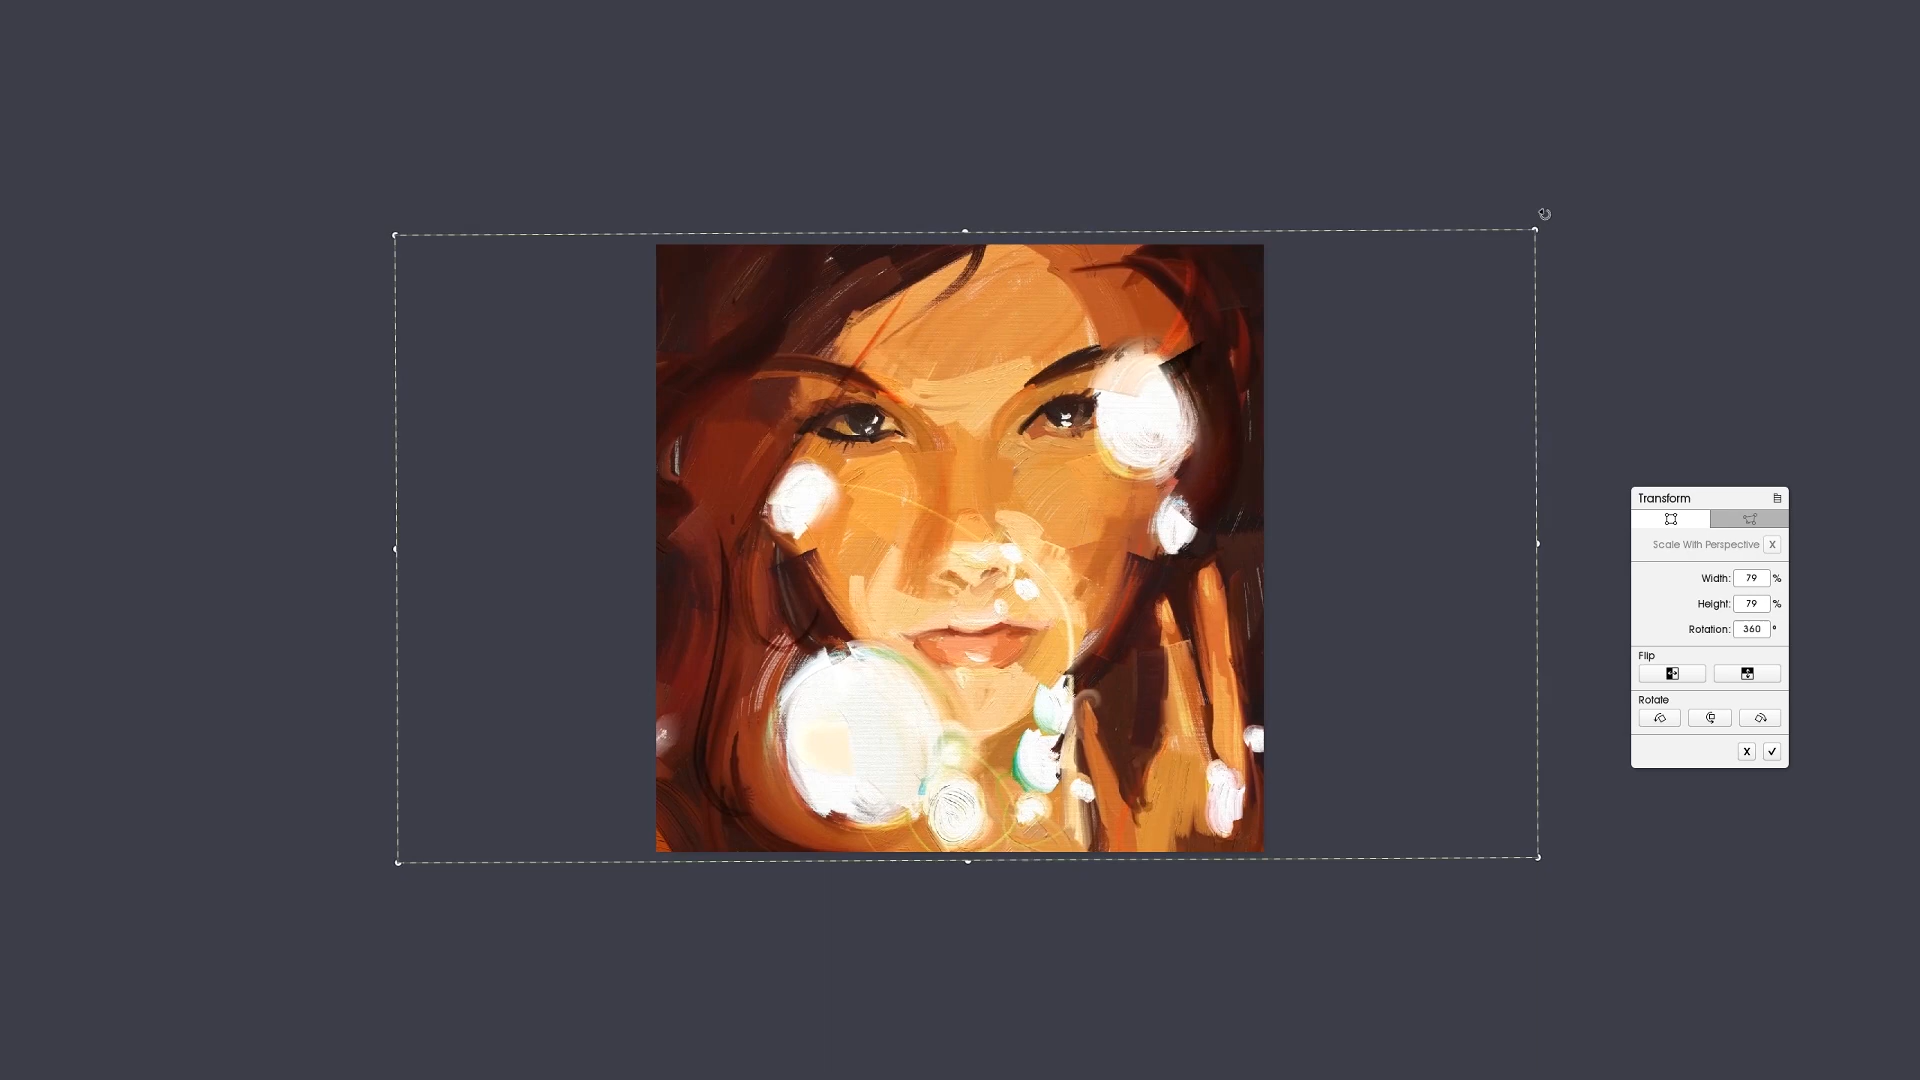 Transform
Scale With Perspective X
Width: 79 %
Height: 79 %
Rotation: 360 °
Flip
Rotate
X